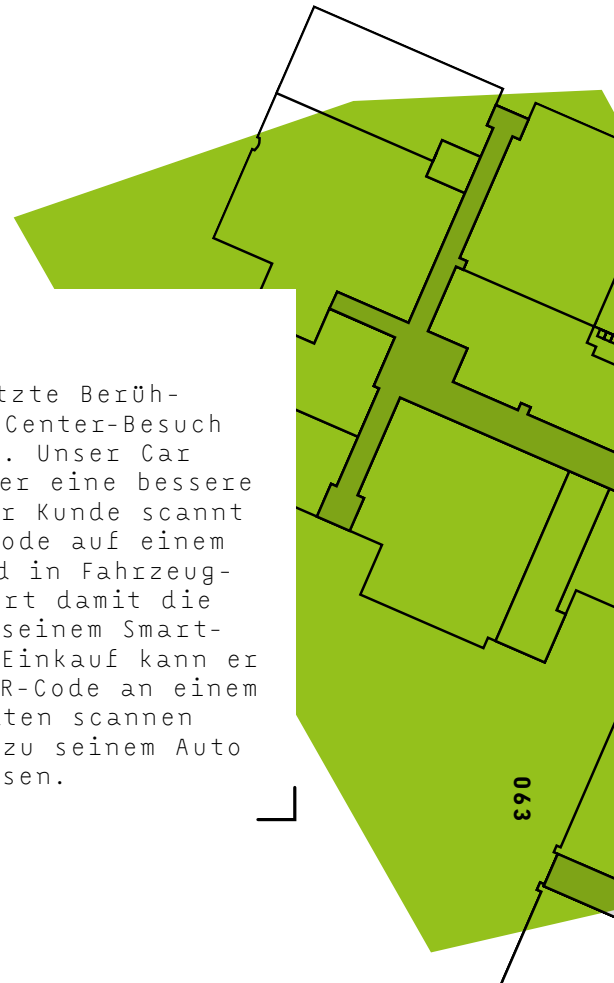 tzte Berüh-
Center-Besuch
. Unser Car
er eine bessere
r Kunde scannt
ode auf einem
d in Fahrzeug-
rt damit die
seinem Smart-
Einkauf kann er
R-Code an einem
ten scannen
zu seinem Auto
sen.
063